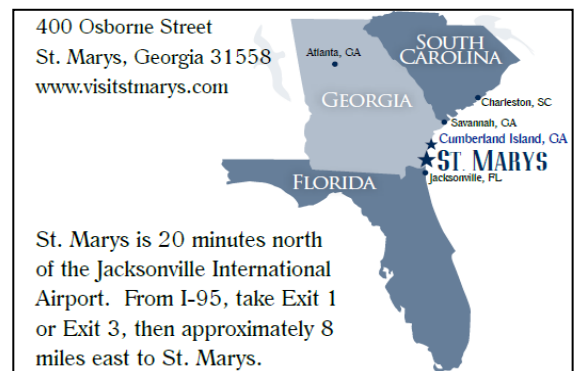 400 Osborne Street
St. Marys, Georgia 31558
www.visitstmarys.com
Atlanta, GA
SOUTH
CAROLINA
GEORGIA
Charleston, SC
Savannah, GA
Cumberland Island, GA
ST. MARYS
Jacksonville, FL
FLORIDA
St. Marys is 20 minutes north
of the Jacksonville International
Airport. From I-95, take Exit 1
or Exit 3, then approximately 8
miles east to St. Marys.